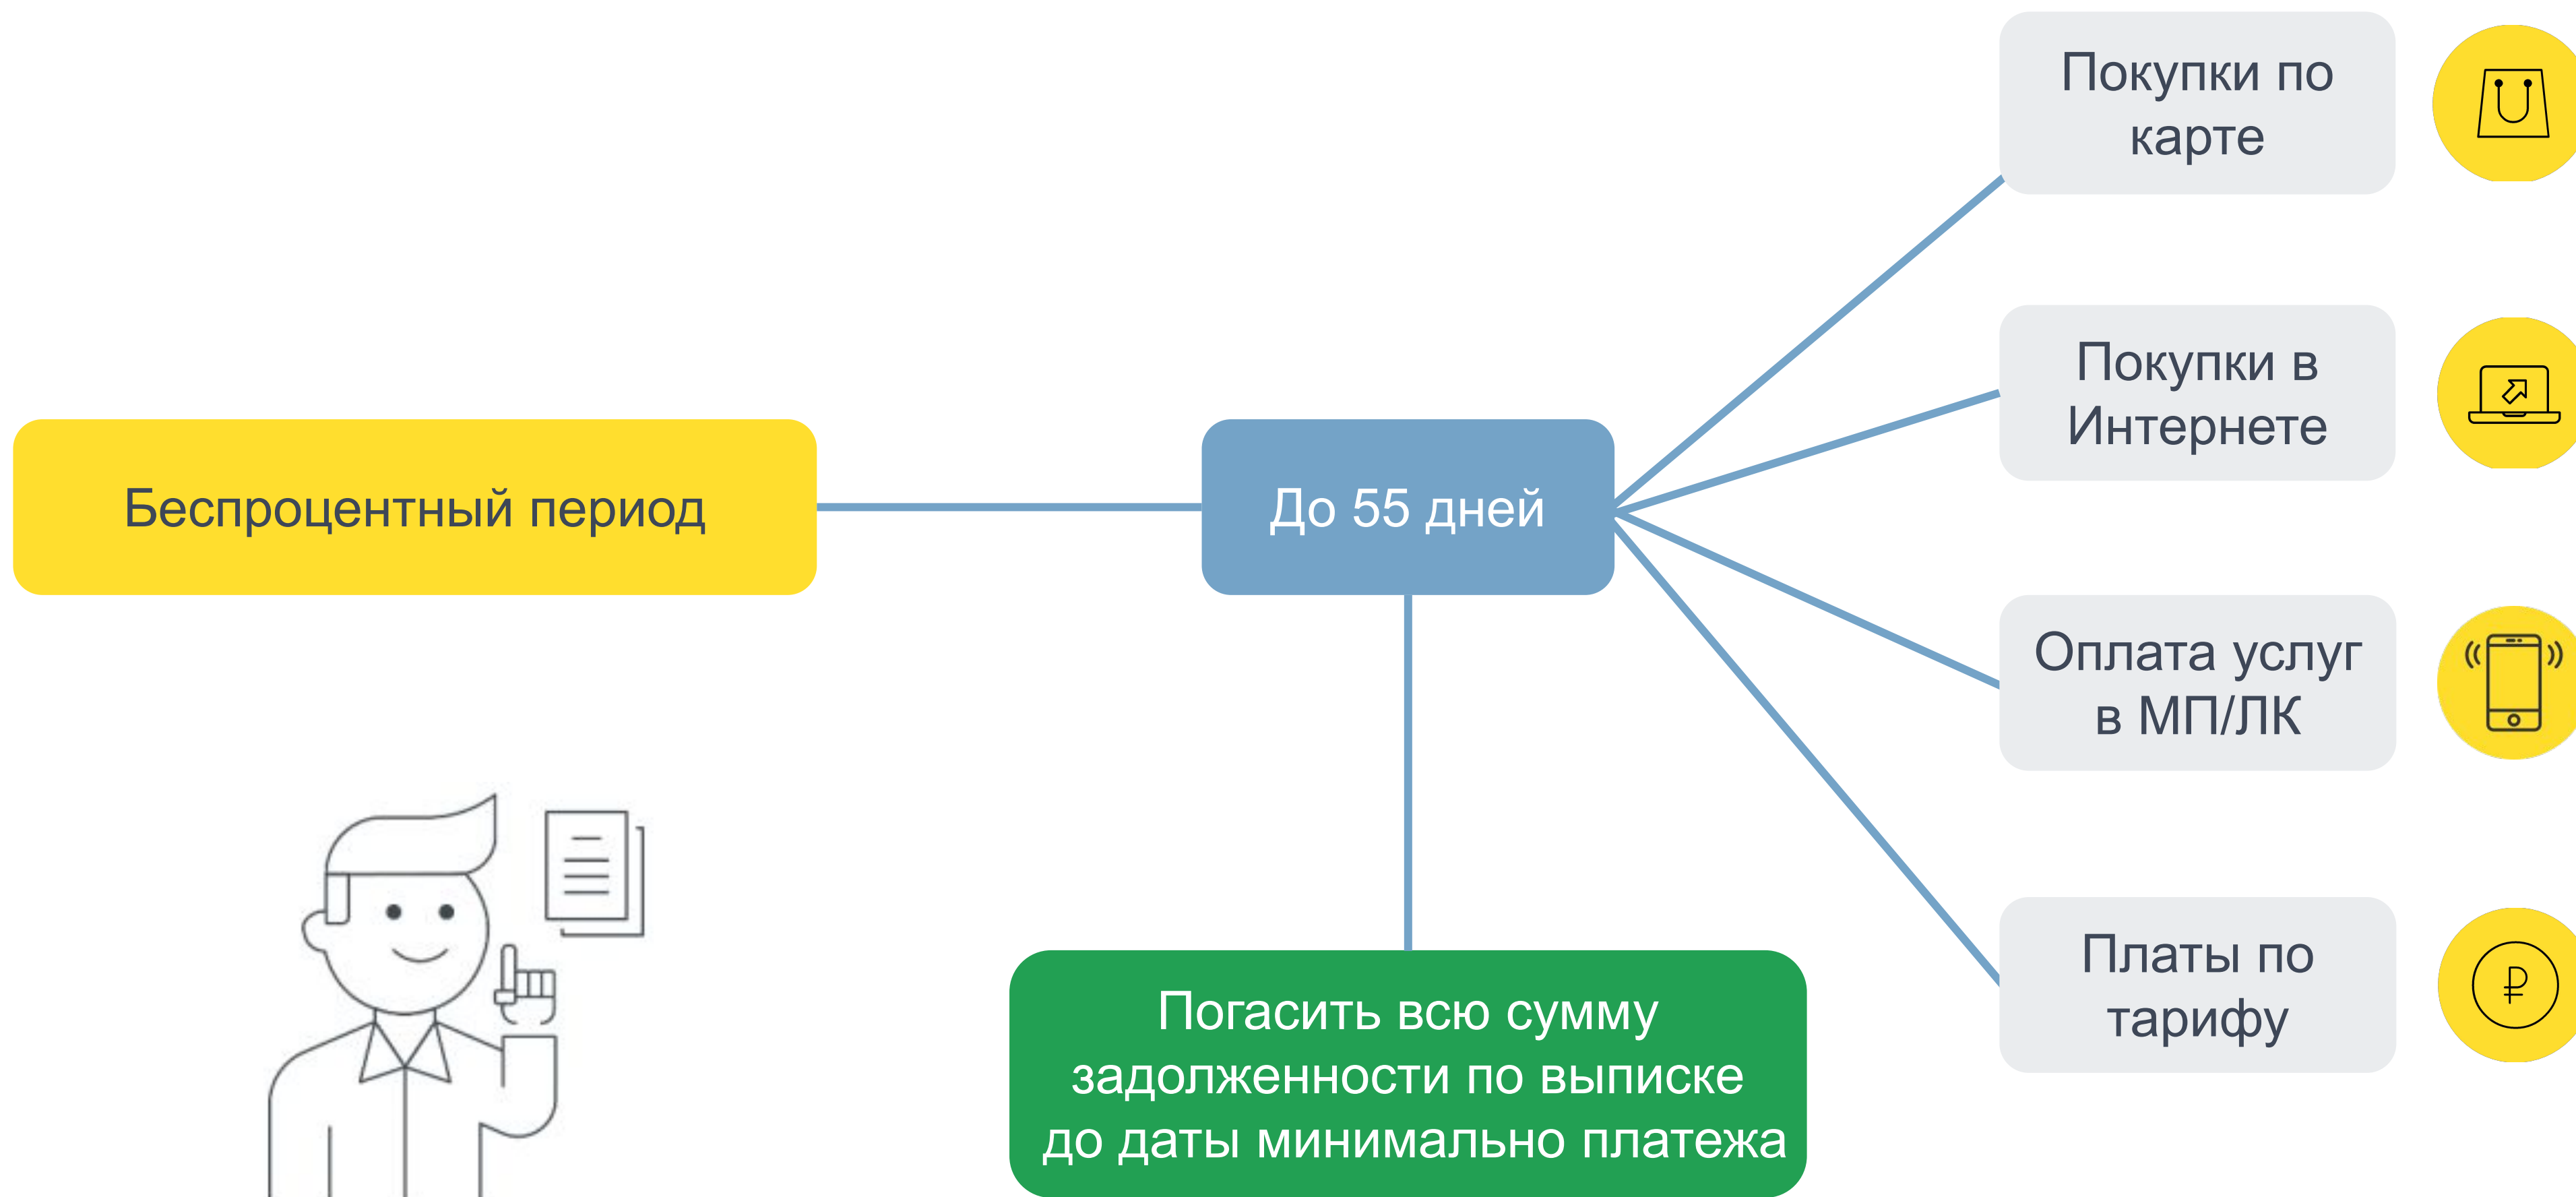 Покупки по
карте
Покупки в
Интернете
Беспроцентный период
До 55 дней
Оплата услуг
в МП/ЛК
Платы по
тарифу
Погасить всю сумму
задолженности по выписке
до даты минимально платежа